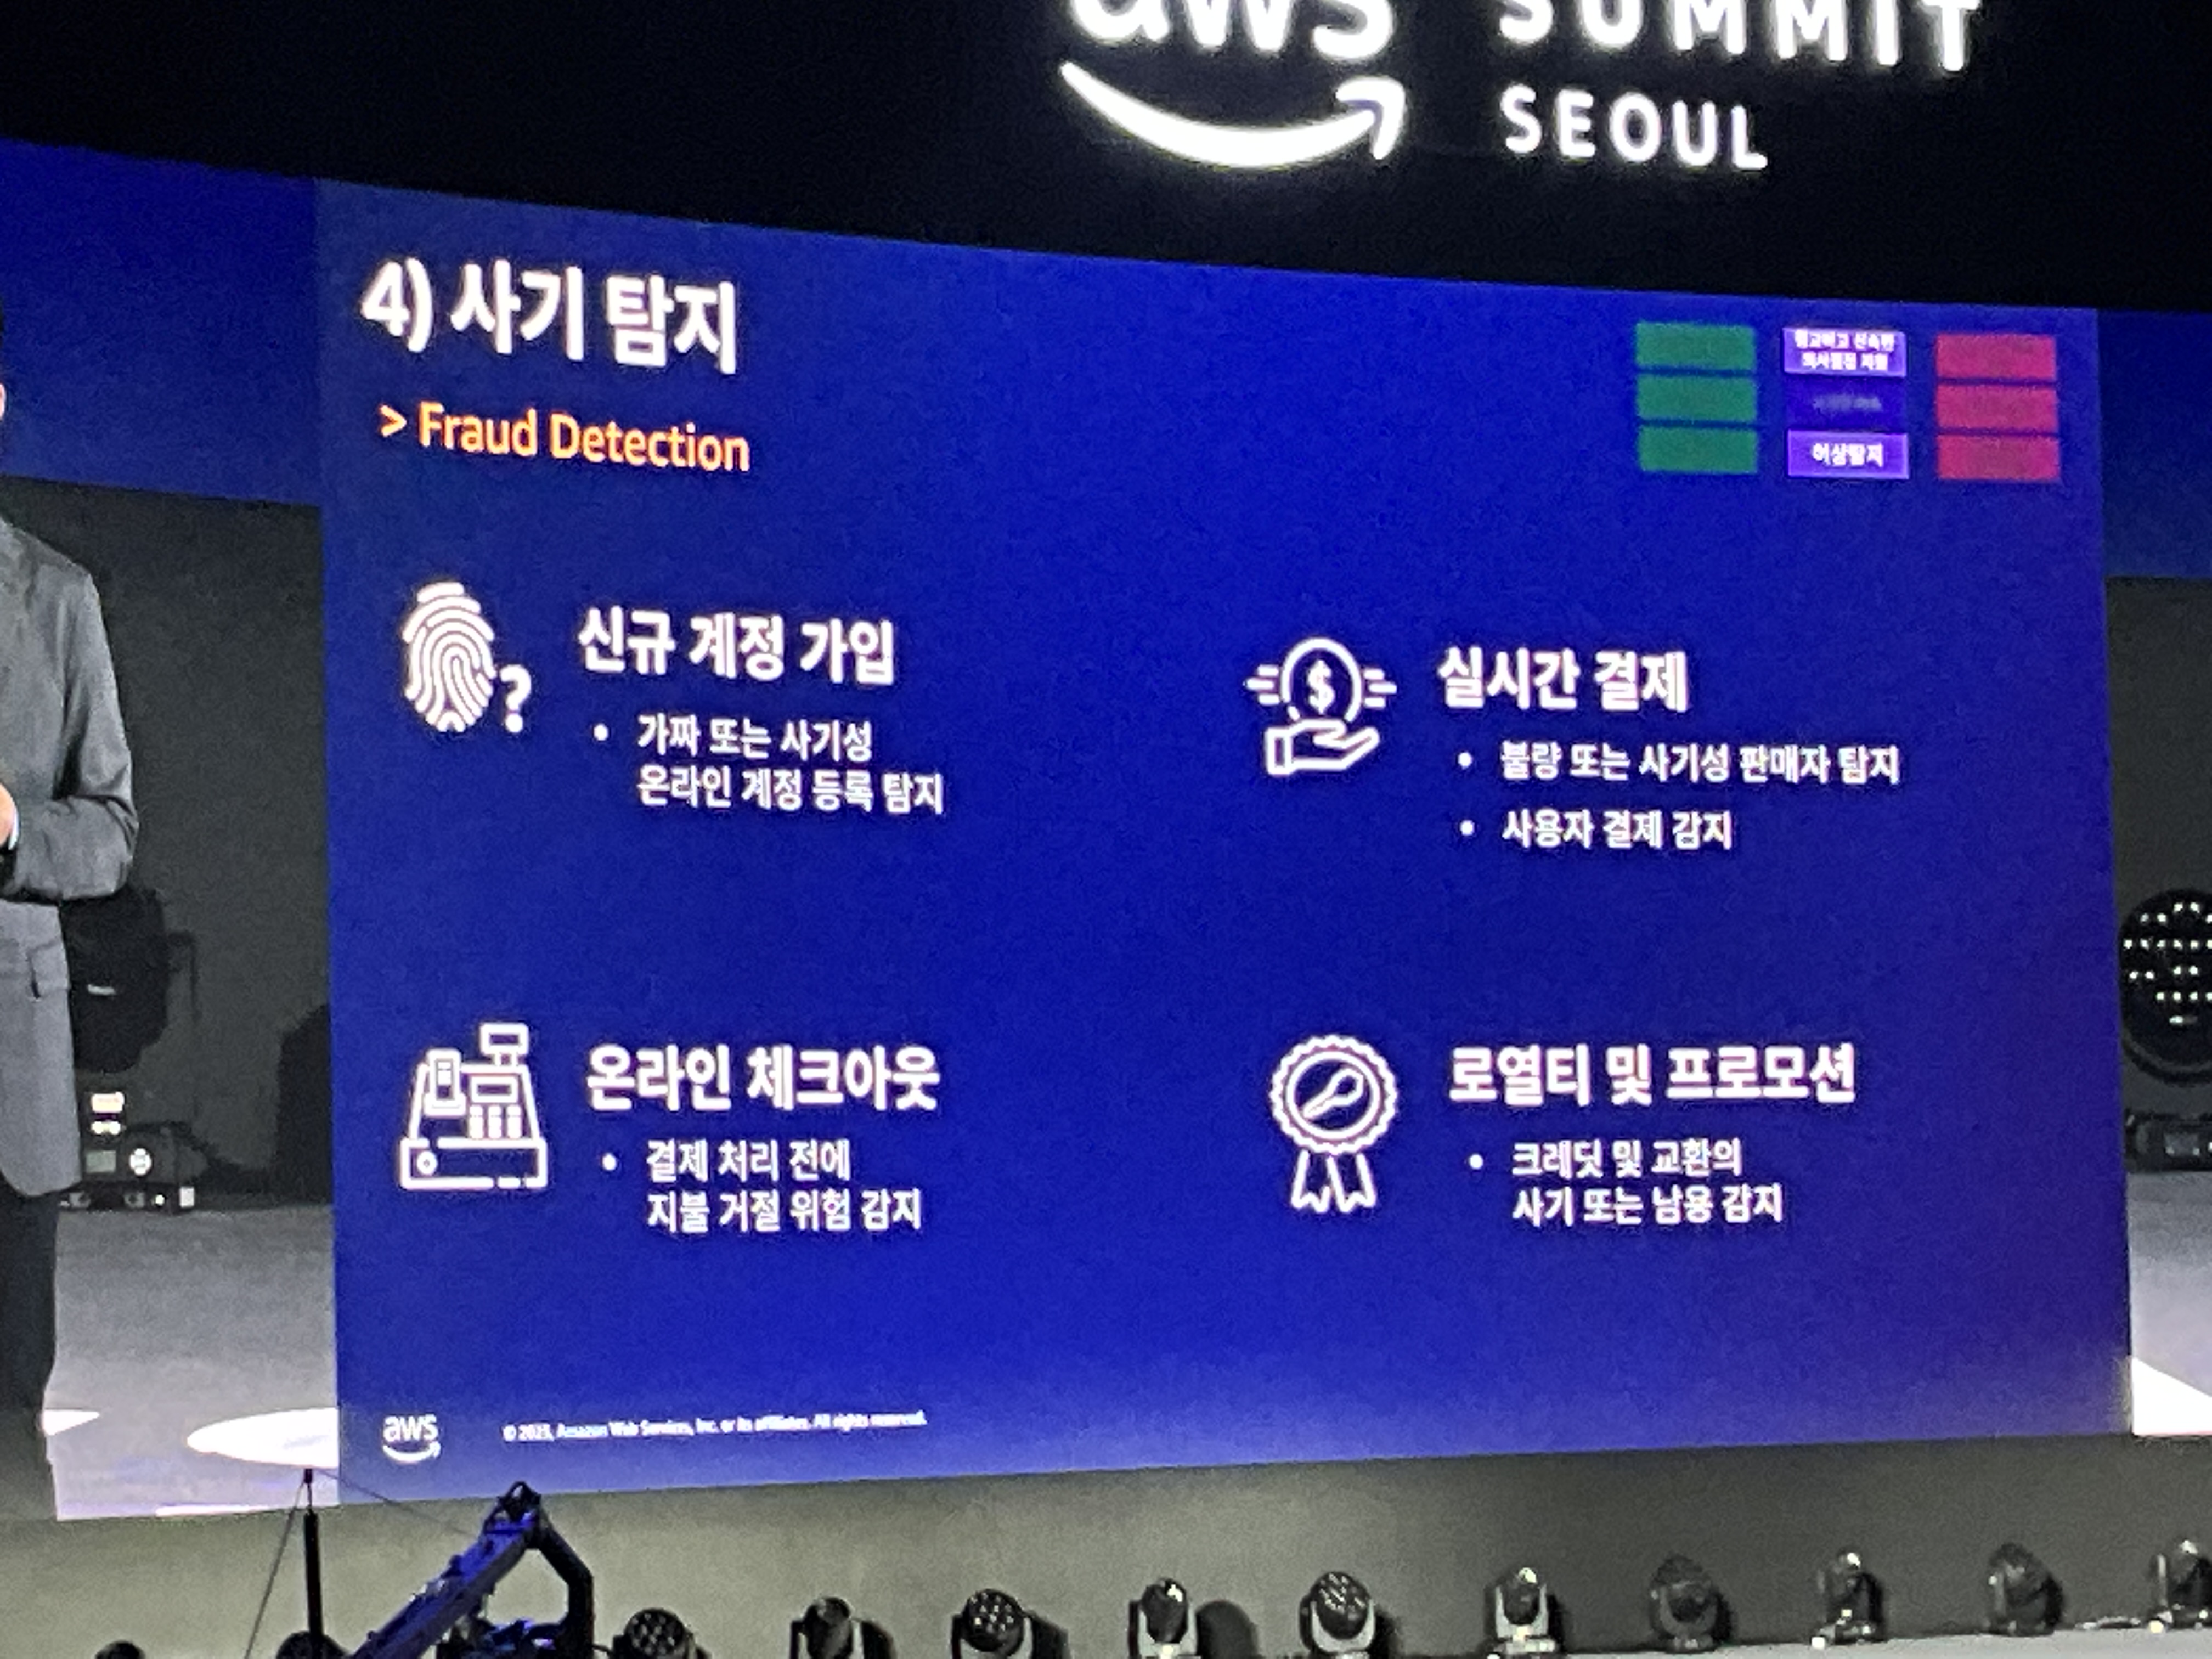 aws SUMMIT
SEOUL
4) 사기 탐지
> Fraud Detection
의사결정 지원
이상탐지
신규 계정 가입
• 가짜 또는 사기성
온라인 계정 등록 탐지
실시간 결제
• 불량 또는 사기성 판매자 탐지
• 사용자 결제 감지
온라인 체크아웃
• 결제 처리 전에
지불 거절 위험 감지
로열티 및 프로모션
• 크레딧 및 교환의
사기 또는 남용 감지
aws
© 2023, Amazon Web Services, Inc. or its affiliates. All rights reserved.